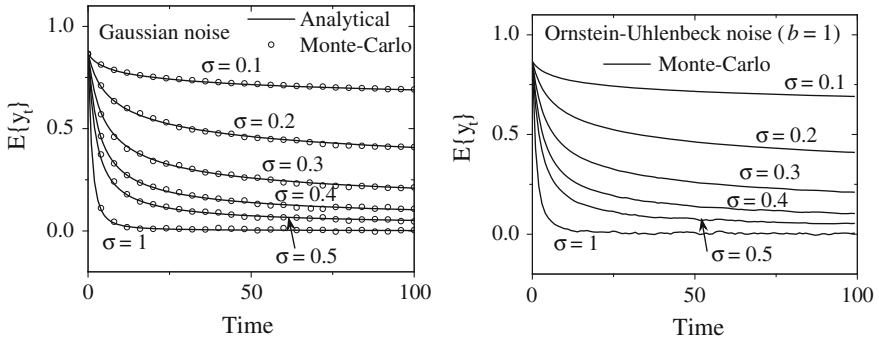 Gaussian noise
Analytical
Monte-Carlo
σ = 0.1
σ = 0.2
σ = 0.3
σ = 0.4
σ = 1
σ = 0.5
E{yₜ}
1.0
0.5
0.0
0
50
100
Time
Ornstein-Uhlenbeck noise (b = 1)
Monte-Carlo
σ = 0.1
σ = 0.2
σ = 0.3
σ = 0.4
σ = 1
σ = 0.5
E{yₜ}
1.0
0.5
0.0
0
50
100
Time